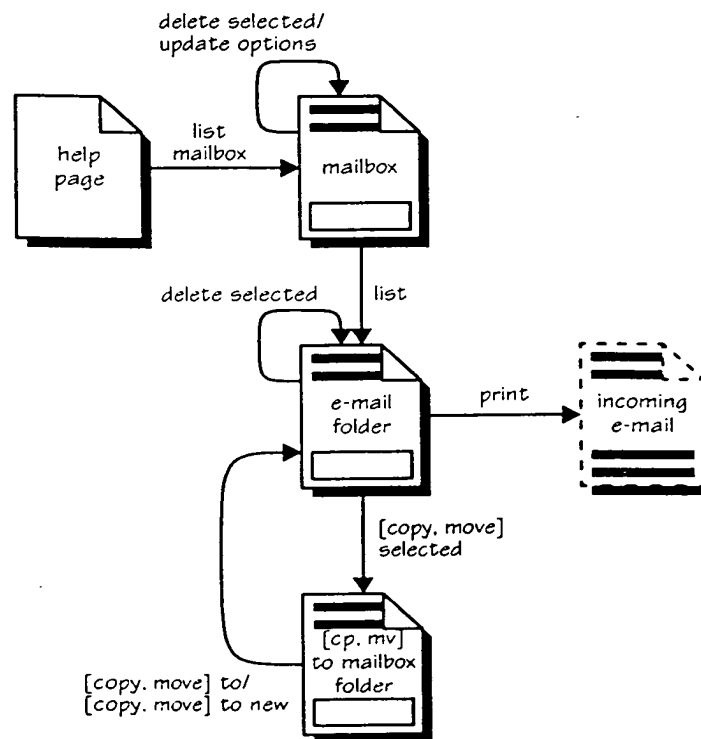 delete selected/
update options
help
page
list
mailbox
mailbox
delete selected
list
e-mail
folder
print
incoming
e-mail
[copy, move]
selected
[cp, mv]
to mailbox
folder
[copy, move] to/
[copy, move] to new